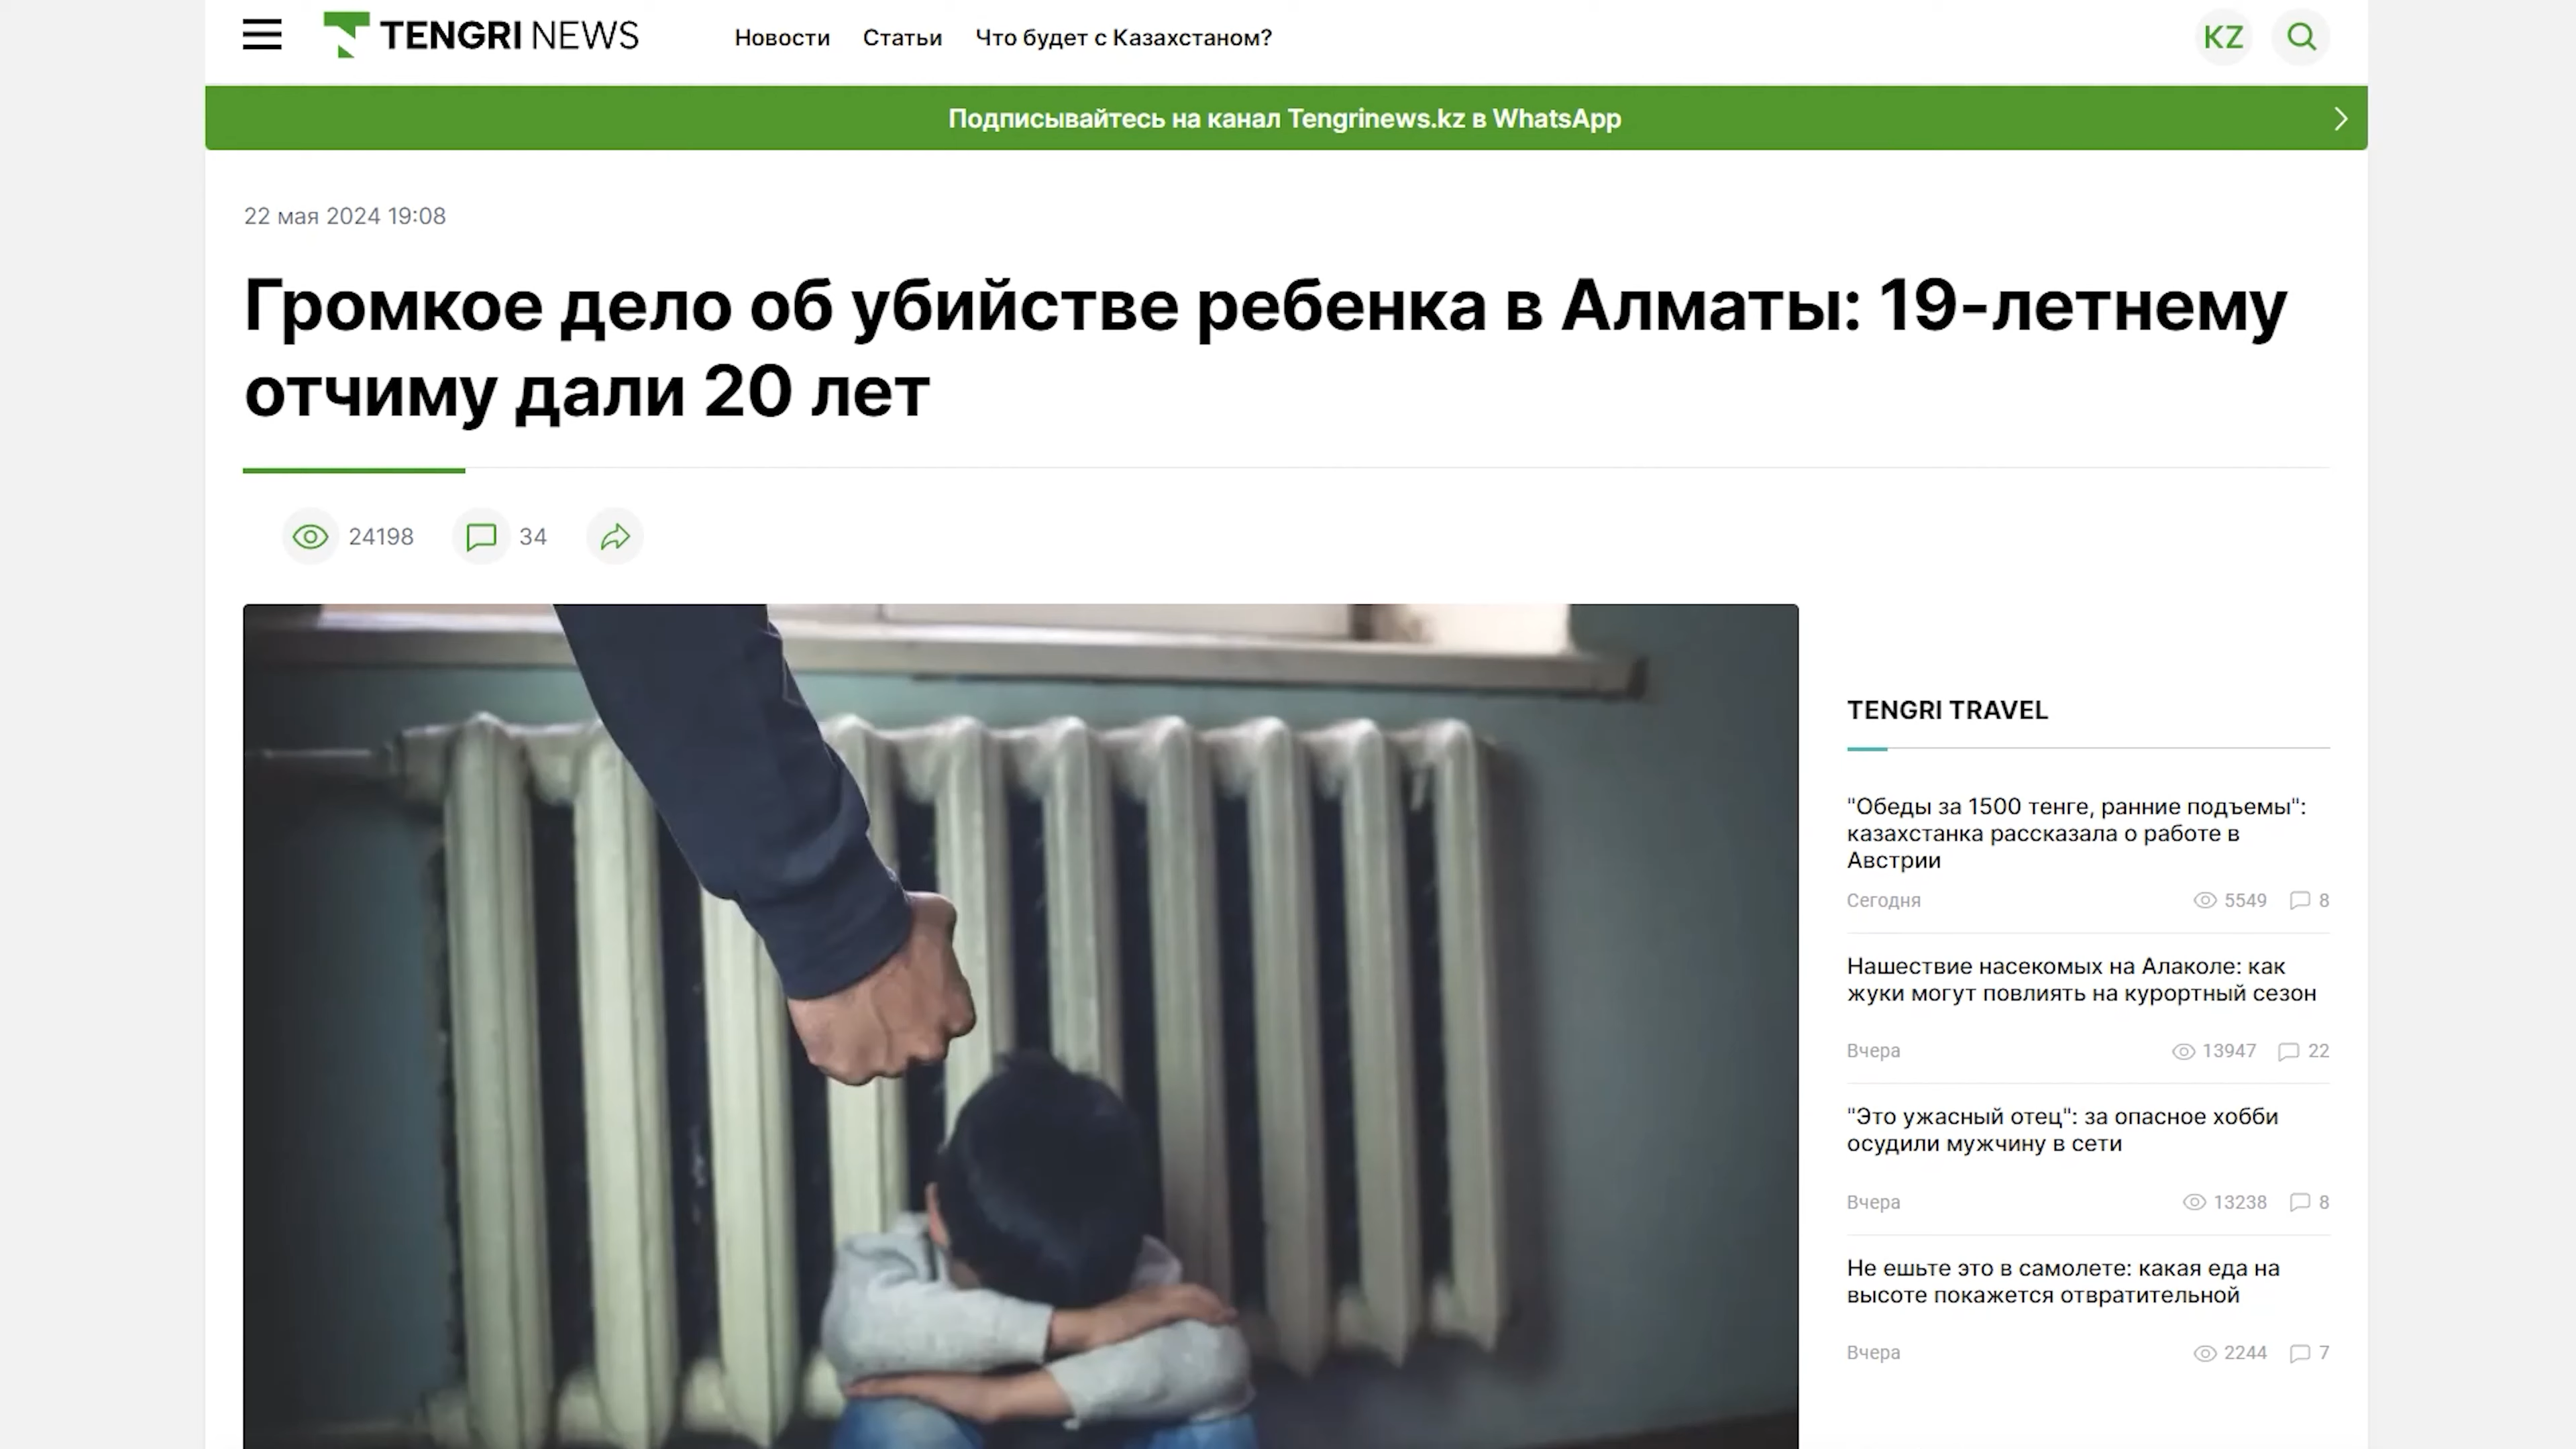 TENGRI NEWS
Новости
Статьи
Что будет с Казахстаном?
KZ
Подписывайтесь на канал Tengrinews.kz в WhatsApp
22 мая 2024 19:08
Громкое дело об убийстве ребенка в Алматы: 19-летнему
отчиму дали 20 лет
24198
34
TENGRI TRAVEL
"Обеды за 1500 тенге, ранние подъемы":
казахстанка рассказала о работе в
Австрии
Сегодня 5549 8
Нашествие насекомых на Алаколе: как
жуки могут повлиять на курортный сезон
Вчера 13947 22
"Это ужасный отец": за опасное хобби
осудили мужчину в сети
Вчера 13238 8
Не ешьте это в самолете: какая еда на
высоте покажется отвратительной
Вчера 2244 7